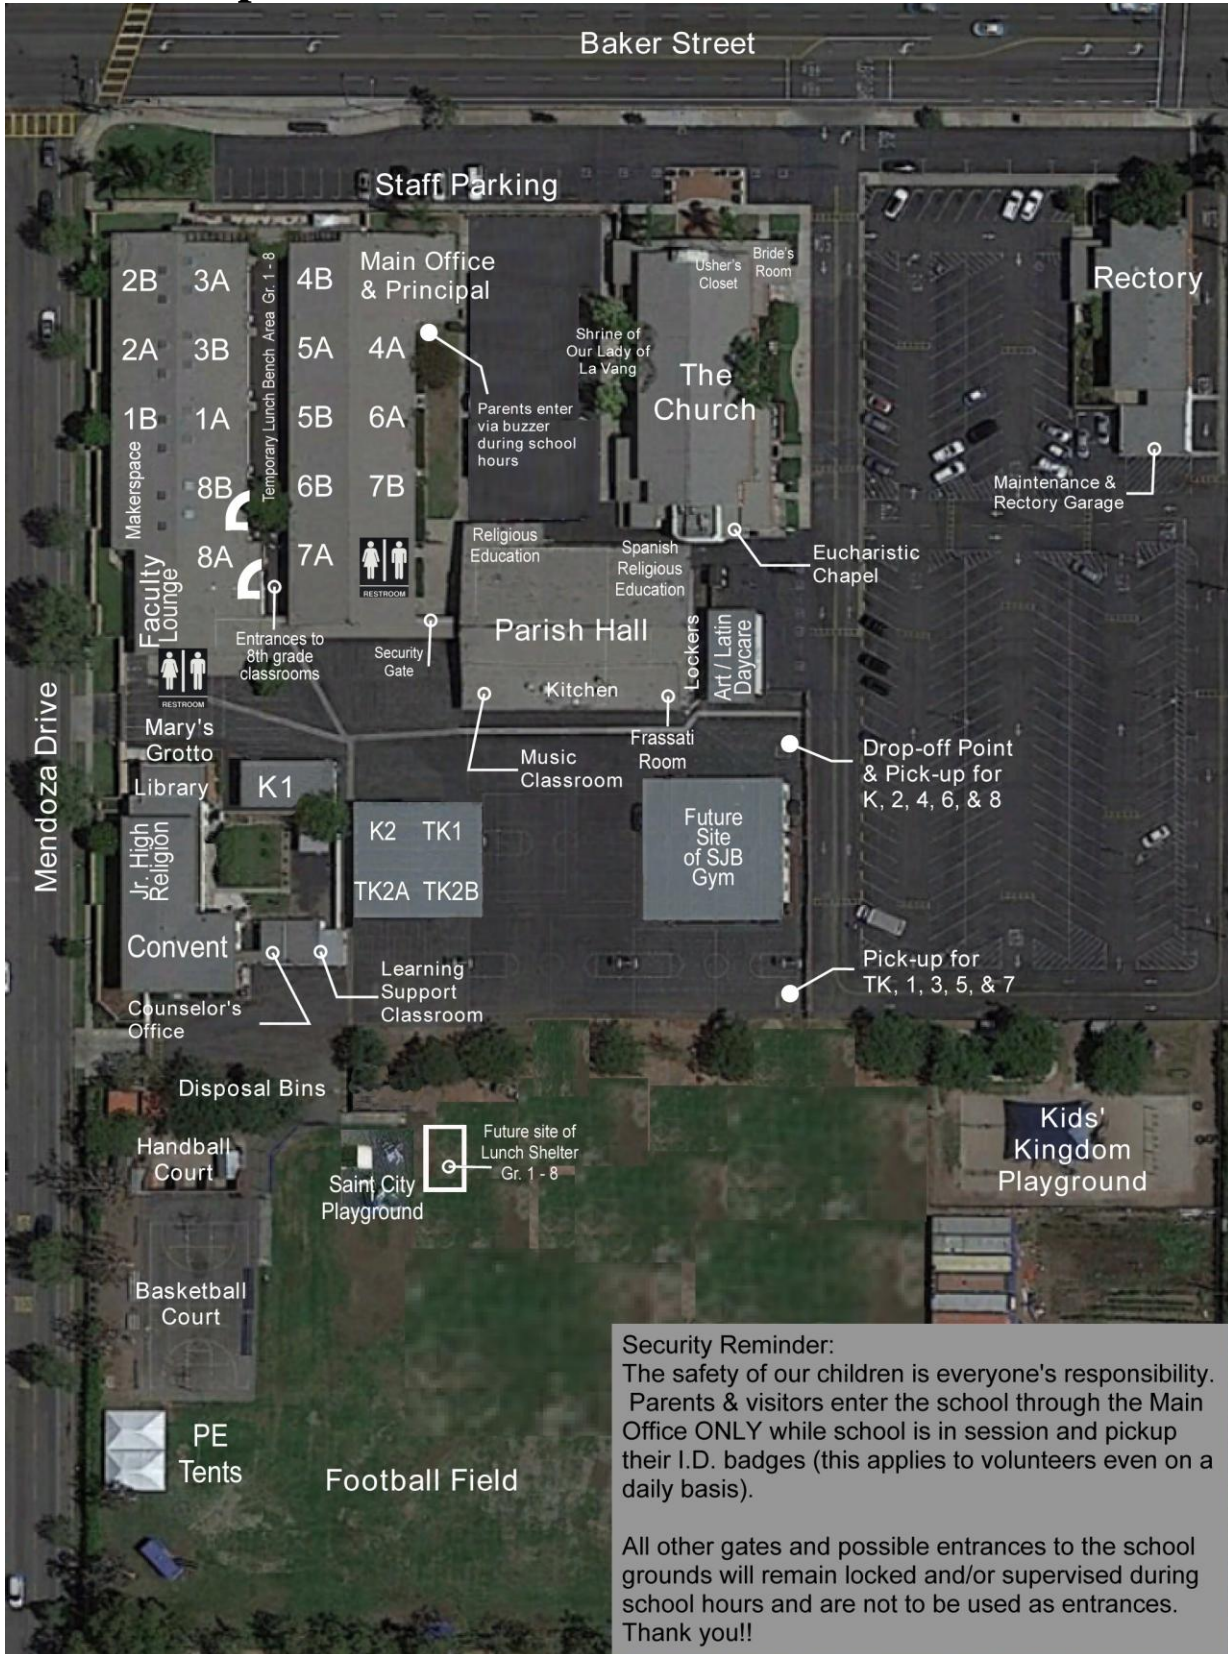 Baker Street
Staff Parking
2B
3A
Temporary Lunch Bench Area Gr. 1 - 8
4B
Main Office
& Principal
Usher's
Closet
Bride's
Room
Rectory
2A
3B
5A
4A
Shrine of
Our Lady of
La Vang
The
Church
1B
1A
5B
6A
Parents enter
via buzzer
during school
hours
Makerspace
8B
6B
7B
Maintenance &
Rectory Garage
8A
7A
RESTROOM
Religious
Education
Spanish
Religious
Education
Eucharistic
Chapel
Faculty
Lounge
Entrances to
8th grade
classrooms
Security
Gate
Parish Hall
Lockers
Art / Latin
Daycare
RESTROOM
Kitchen
Mendoza Drive
Mary's
Grotto
Music
Classroom
Frassati
Room
Drop-off Point
& Pick-up for
K, 2, 4, 6, & 8
Library
K1
Jr. High
Religion
K2
TK1
TK2A
TK2B
Future
Site
of SJB
Gym
Convent
Counselor's
Office
Learning
Support
Classroom
Pick-up for
TK, 1, 3, 5, & 7
Disposal Bins
Handball
Court
Saint City
Playground
Future site of
Lunch Shelter
Gr. 1 - 8
Kids'
Kingdom
Playground
Basketball
Court
PE
Tents
Football Field
Security Reminder:
The safety of our children is everyone's responsibility.
Parents & visitors enter the school through the Main
Office ONLY while school is in session and pickup
their I.D. badges (this applies to volunteers even on a
daily basis).
All other gates and possible entrances to the school
grounds will remain locked and/or supervised during
school hours and are not to be used as entrances.
Thank you!!